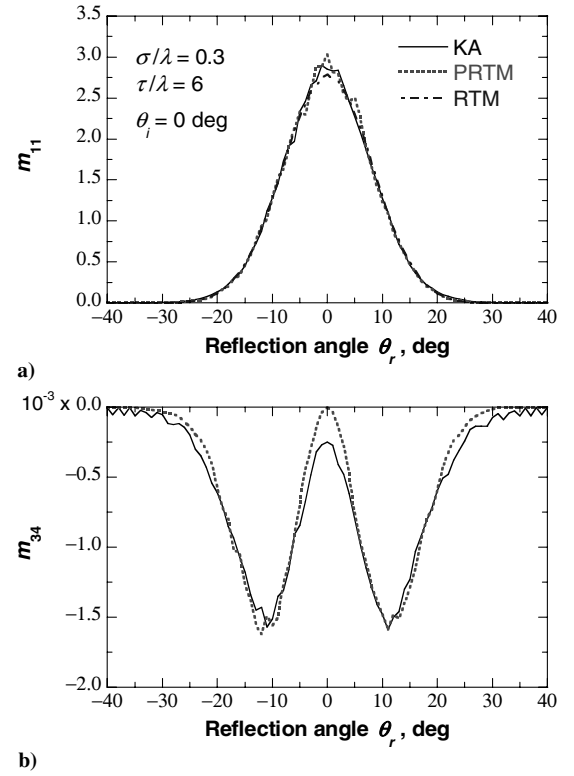 3.5
3.0
2.5
2.0
1.5
1.0
0.5
0.0
m₁₁
σ/λ = 0.3
τ/λ = 6
θᵢ = 0 deg
KA
PRTM
RTM
−40 −30 −20 −10 0 10 20 30 40
Reflection angle θᵣ, deg
a)
10⁻³ x 0.0
−0.5
−1.0
−1.5
−2.0
m₃₄
−40 −30 −20 −10 0 10 20 30 40
Reflection angle θᵣ, deg
b)